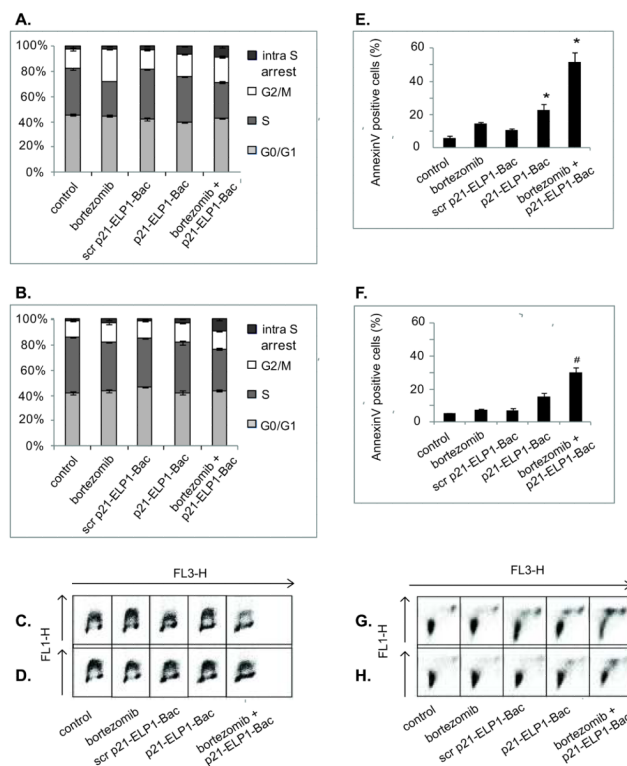 A.
100%
80%
60%
40%
20%
0%
intra S
arrest
G2/M
S
G0/G1
control
bortezomib
scr p21-ELP1-Bac
p21-ELP1-Bac
bortezomib +
p21-ELP1-Bac
E.
AnnexinV positive cells (%)
60
40
20
0
*
*
control
bortezomib
scr p21-ELP1-Bac
p21-ELP1-Bac
bortezomib +
p21-ELP1-Bac
B.
100%
80%
60%
40%
20%
0%
intra S
arrest
G2/M
S
G0/G1
control
bortezomib
scr p21-ELP1-Bac
p21-ELP1-Bac
bortezomib +
p21-ELP1-Bac
F.
AnnexinV positive cells (%)
60
40
20
0
#
control
bortezomib
scr p21-ELP1-Bac
p21-ELP1-Bac
bortezomib +
p21-ELP1-Bac
FL3-H
C.
D.
FL1-H
control
bortezomib
scr p21-ELP1-Bac
p21-ELP1-Bac
bortezomib +
p21-ELP1-Bac
FL3-H
G.
H.
FL1-H
control
bortezomib
scr p21-ELP1-Bac
p21-ELP1-Bac
bortezomib +
p21-ELP1-Bac